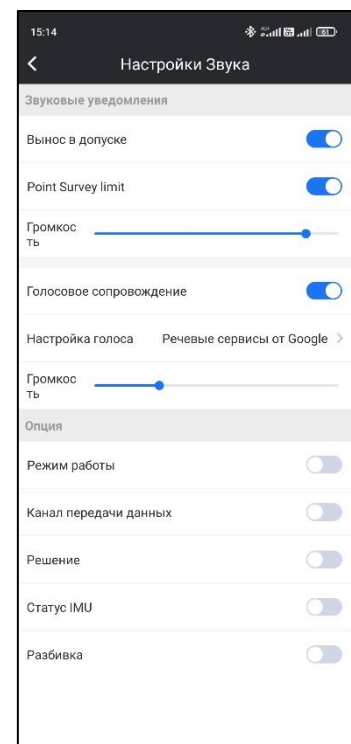 15:14
61
Настройки Звука
Звуковые уведомления
Вынос в допуске
Point Survey limit
Громкос
ть
Голосовое сопровождение
Настройка голоса Речевые сервисы от Google
Громкос
ть
Опция
Режим работы
Канал передачи данных
Решение
Статус IMU
Разбивка